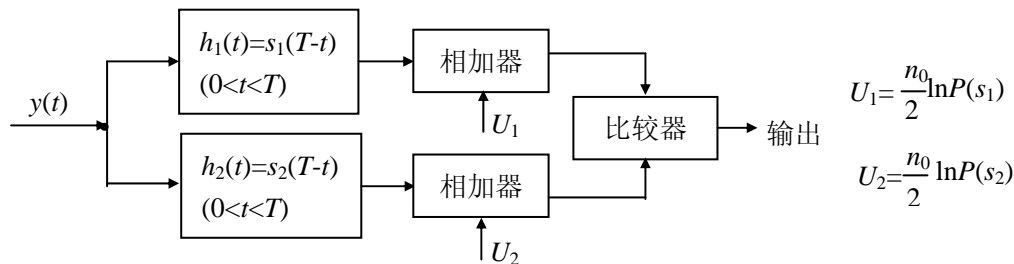 h₁(t)=s₁(T-t)
(0<t<T)
相加器
U₁
y(t)
比较器
输出
h₂(t)=s₂(T-t)
(0<t<T)
相加器
U₂
U₁= n₀/2 lnP(s₁)
U₂= n₀/2 lnP(s₂)